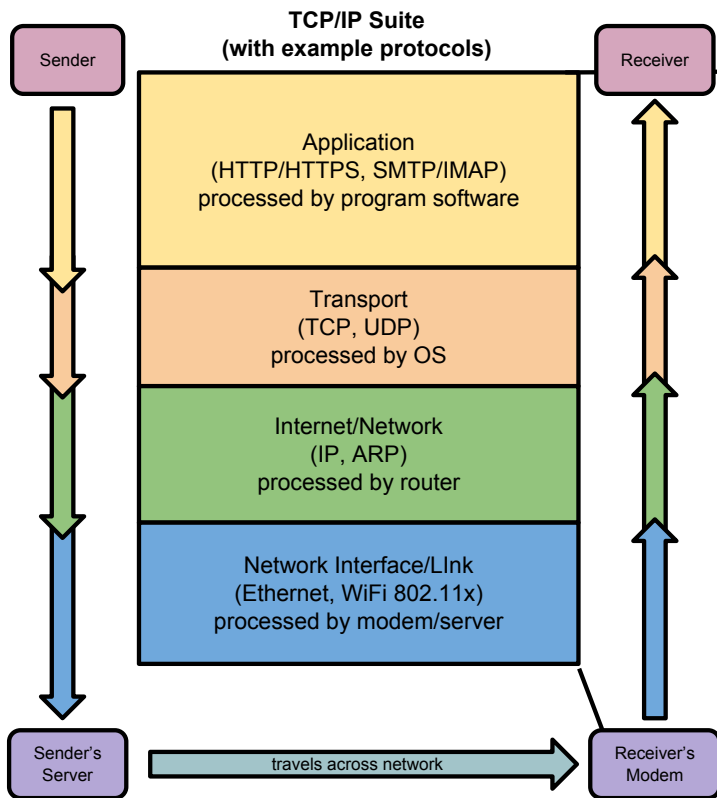 TCP/IP Suite
(with example protocols)
Sender
Receiver
Application
(HTTP/HTTPS, SMTP/IMAP)
processed by program software
Transport
(TCP, UDP)
processed by OS
Internet/Network
(IP, ARP)
processed by router
Network Interface/LInk
(Ethernet, WiFi 802.11x)
processed by modem/server
Sender's
Server
travels across network
Receiver's
Modem